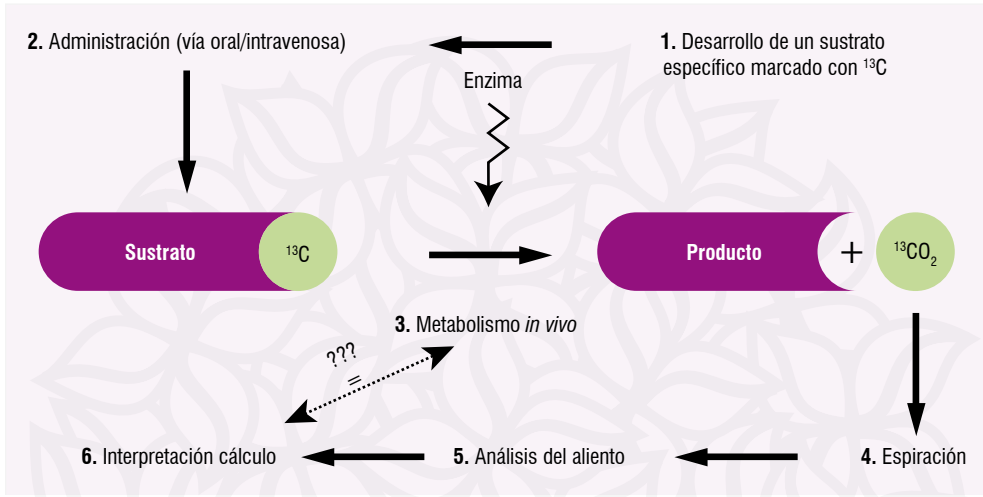 2. Administración (vía oral/intravenosa)
1. Desarrollo de un sustrato
específico marcado con ¹³C
Enzima
Sustrato
¹³C
Producto
+
¹³CO₂
3. Metabolismo in vivo
???
=
6. Interpretación cálculo
5. Análisis del aliento
4. Espiración